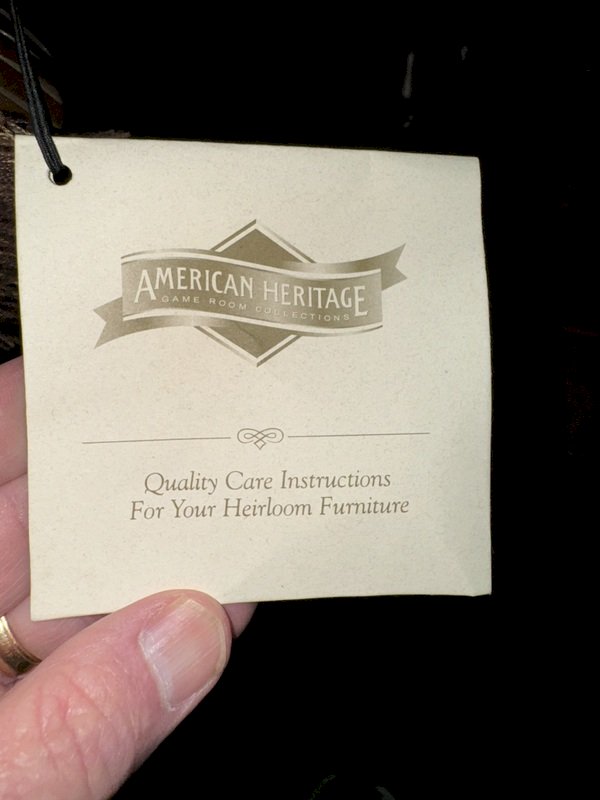 AMERICAN HERITAGE
GAME ROOM COLLECTIONS
Quality Care Instructions
For Your Heirloom Furniture